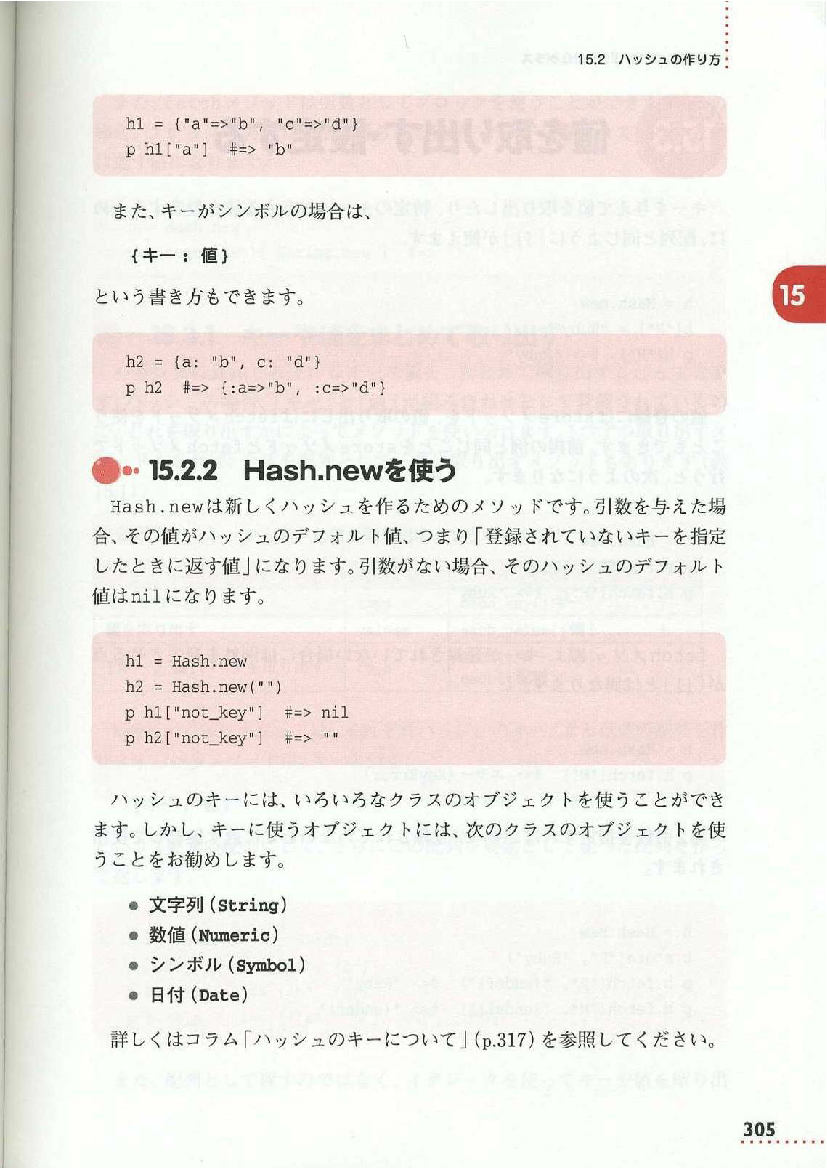 15.2 ハッシュの作り方
h1 = {"a"=>"b", "c"=>"d"}
p h1["a"] #=> "b"
また、キーがシンボルの場合は、
{キー: 値}
という書き方もできます。
15
h2 = {a: "b", c: "d"}
p h2 #=> {:a=>"b", :c=>"d"}
15.2.2 Hash.newを使う
Hash.newは新しくハッシュを作るためのメソッドです。引数を与えた場
合、その値がハッシュのデフォルト値、つまり「登録されていないキーを指定
したときに返す値」になります。引数がない場合、そのハッシュのデフォルト
値はnilになります。
h1 = Hash.new
h2 = Hash.new("")
p h1["not_key"] #=> nil
p h2["not_key"] #=> ""
ハッシュのキーには、いろいろなクラスのオブジェクトを使うことができ
ます。しかし、キーに使うオブジェクトには、次のクラスのオブジェクトを使
うことをお勧めします。
● 文字列(String)
● 数値(Numeric)
● シンボル(Symbol)
● 日付(Date)
詳しくはコラム「ハッシュのキーについて」(p.317)を参照してください。
305